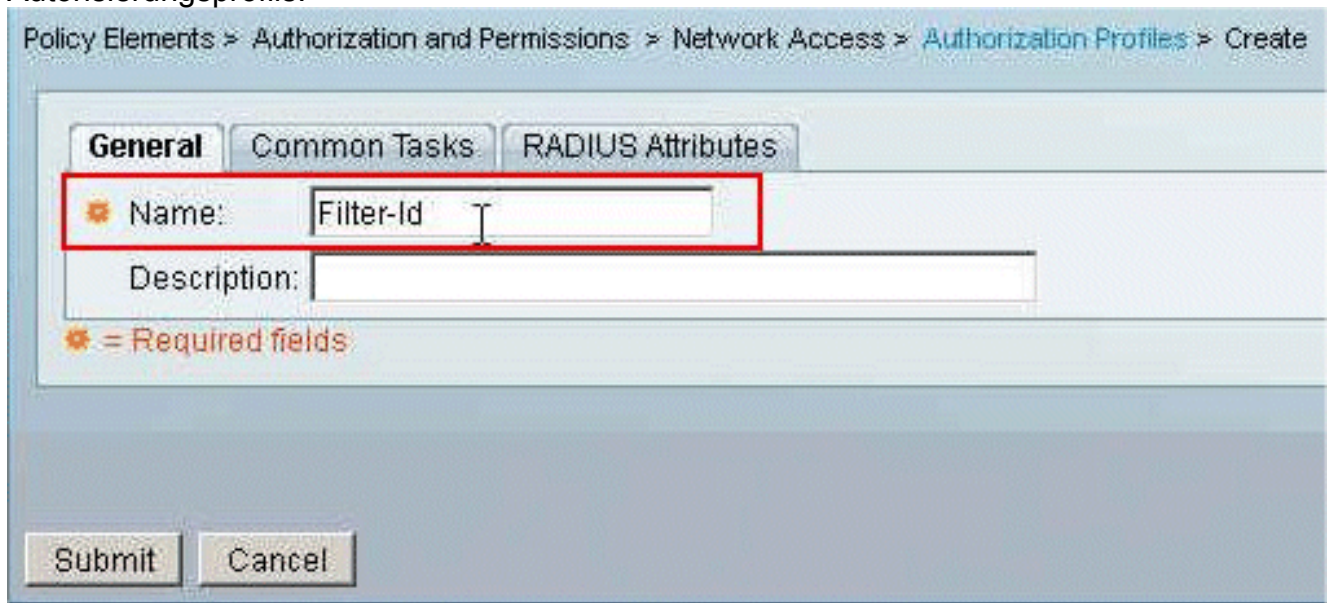 Policy Elements > Authorization and Permissions > Network Access > Authorization Profiles > Create
General Common Tasks RADIUS Attributes
Name: Filter-Id
Description:
= Required fields
Submit Cancel